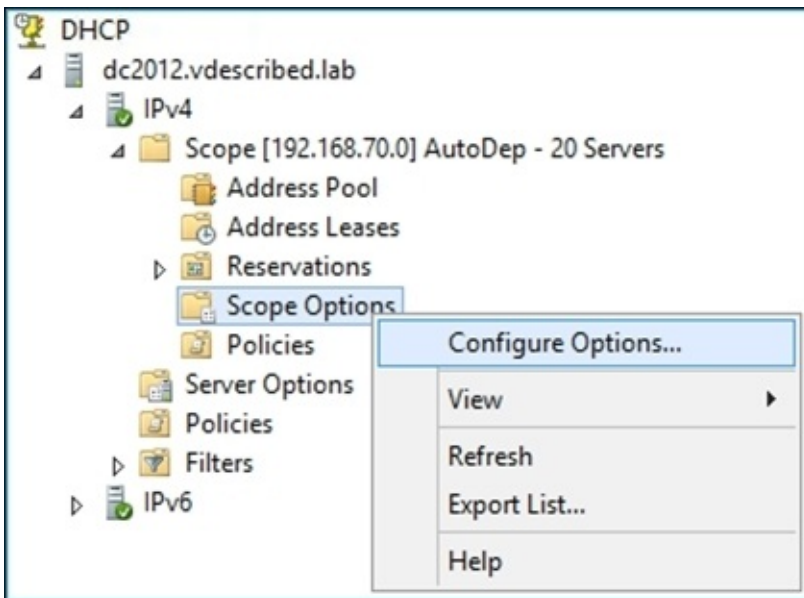 DHCP
dc2012.vdescribed.lab
IPv4
Scope [192.168.70.0] AutoDep - 20 Servers
Address Pool
Address Leases
Reservations
Scope Options
Policies
Server Options
Policies
Filters
IPv6
Configure Options...
View
Refresh
Export List...
Help